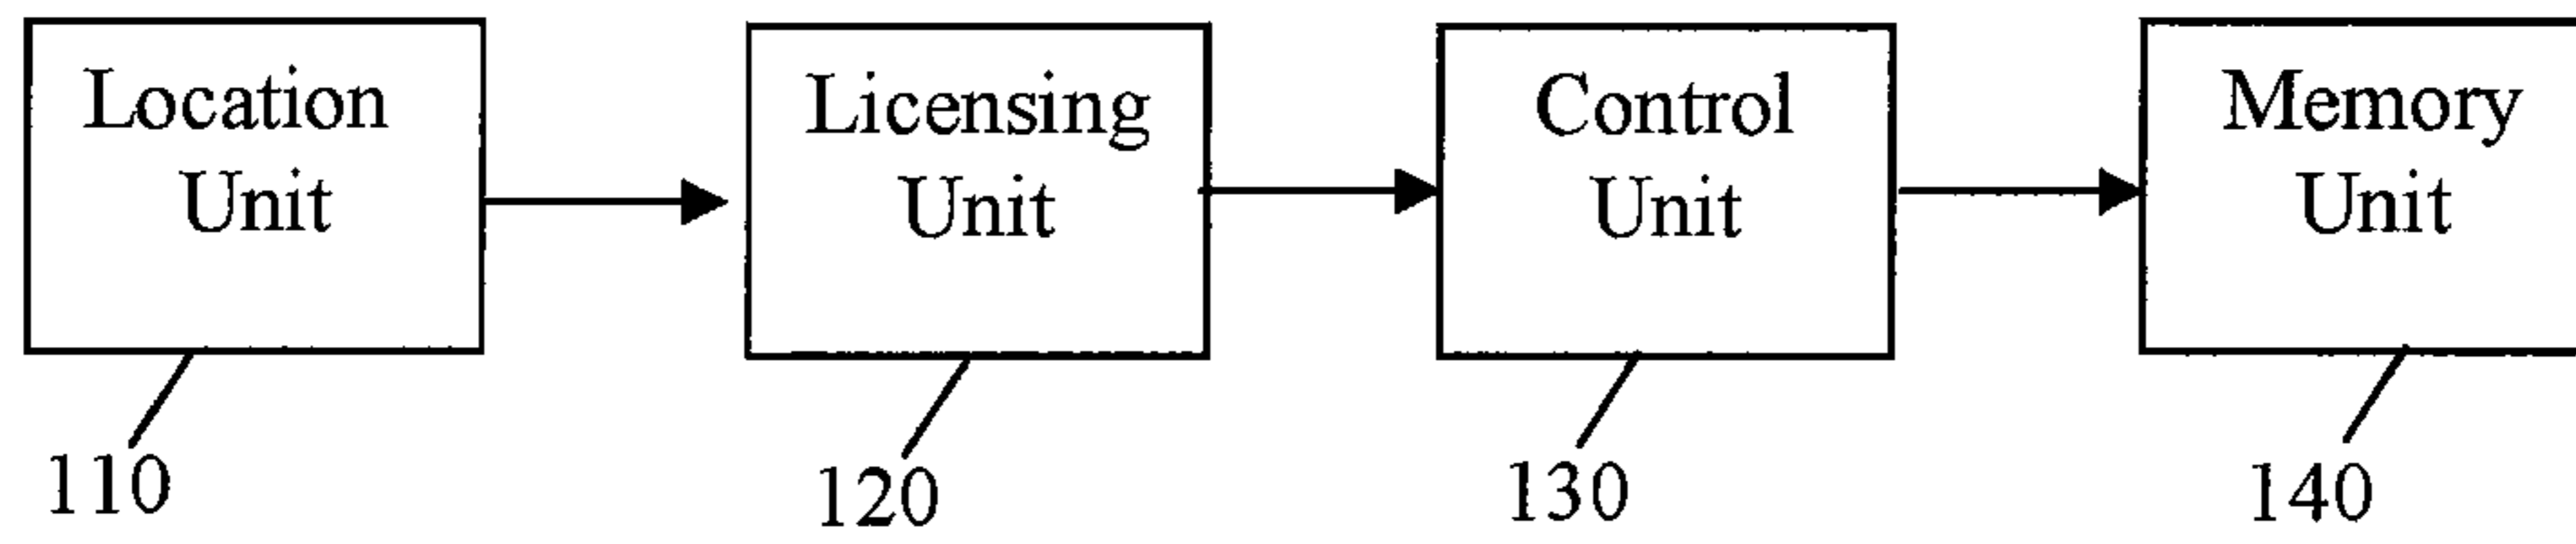 Location
Unit
Licensing
Unit
Control
Unit
Memory
Unit
110
120
130
140